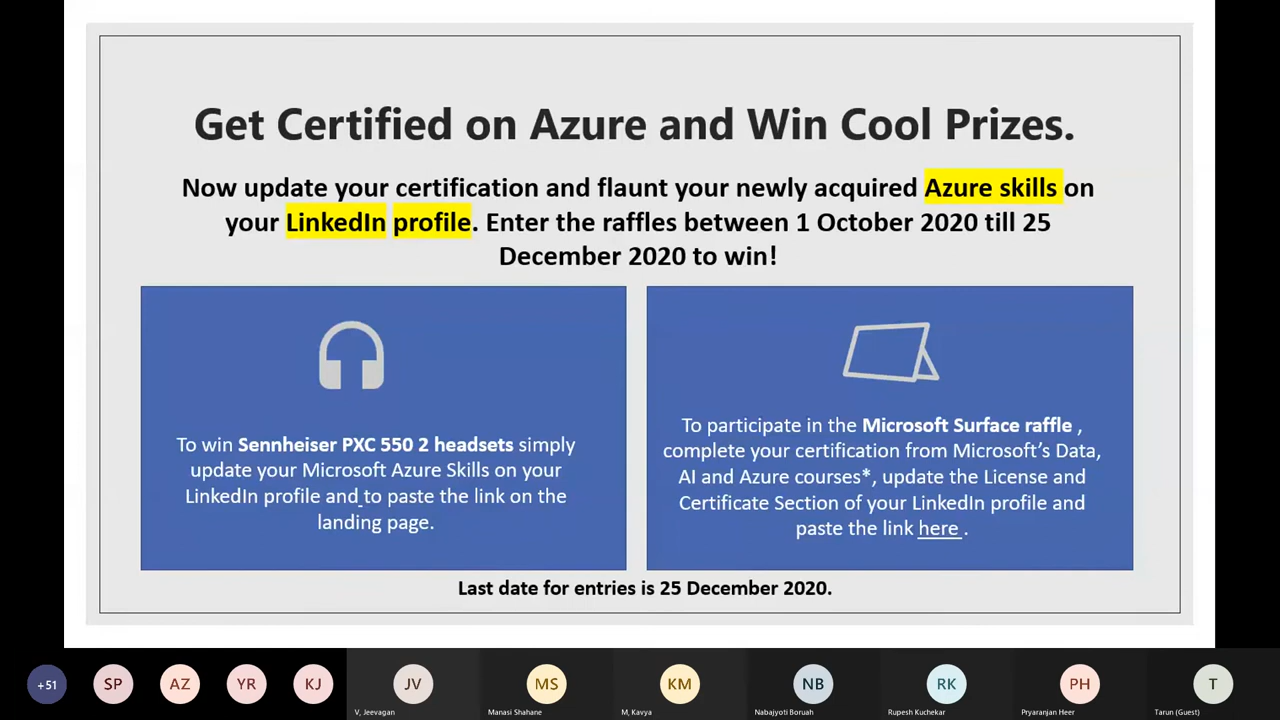 Get Certified on Azure and Win Cool Prizes.
Now update your certification and flaunt your newly acquired Azure skills on
your LinkedIn profile. Enter the raffles between 1 October 2020 till 25
December 2020 to win!
To win Sennheiser PXC 550 2 headsets simply
update your Microsoft Azure Skills on your
LinkedIn profile and to paste the link on the
landing page.
To participate in the Microsoft Surface raffle ,
complete your certification from Microsoft's Data,
AI and Azure courses*, update the License and
Certificate Section of your LinkedIn profile and
paste the link here .
Last date for entries is 25 December 2020.
+51 SP AZ YR KJ JV MS KM NB RK PH T
V, Jeevagan Manasi Shahane M, Kavya Nabajyoti Boruah Rupesh Kuchekar Pryaranjan Heer Tarun (Guest)